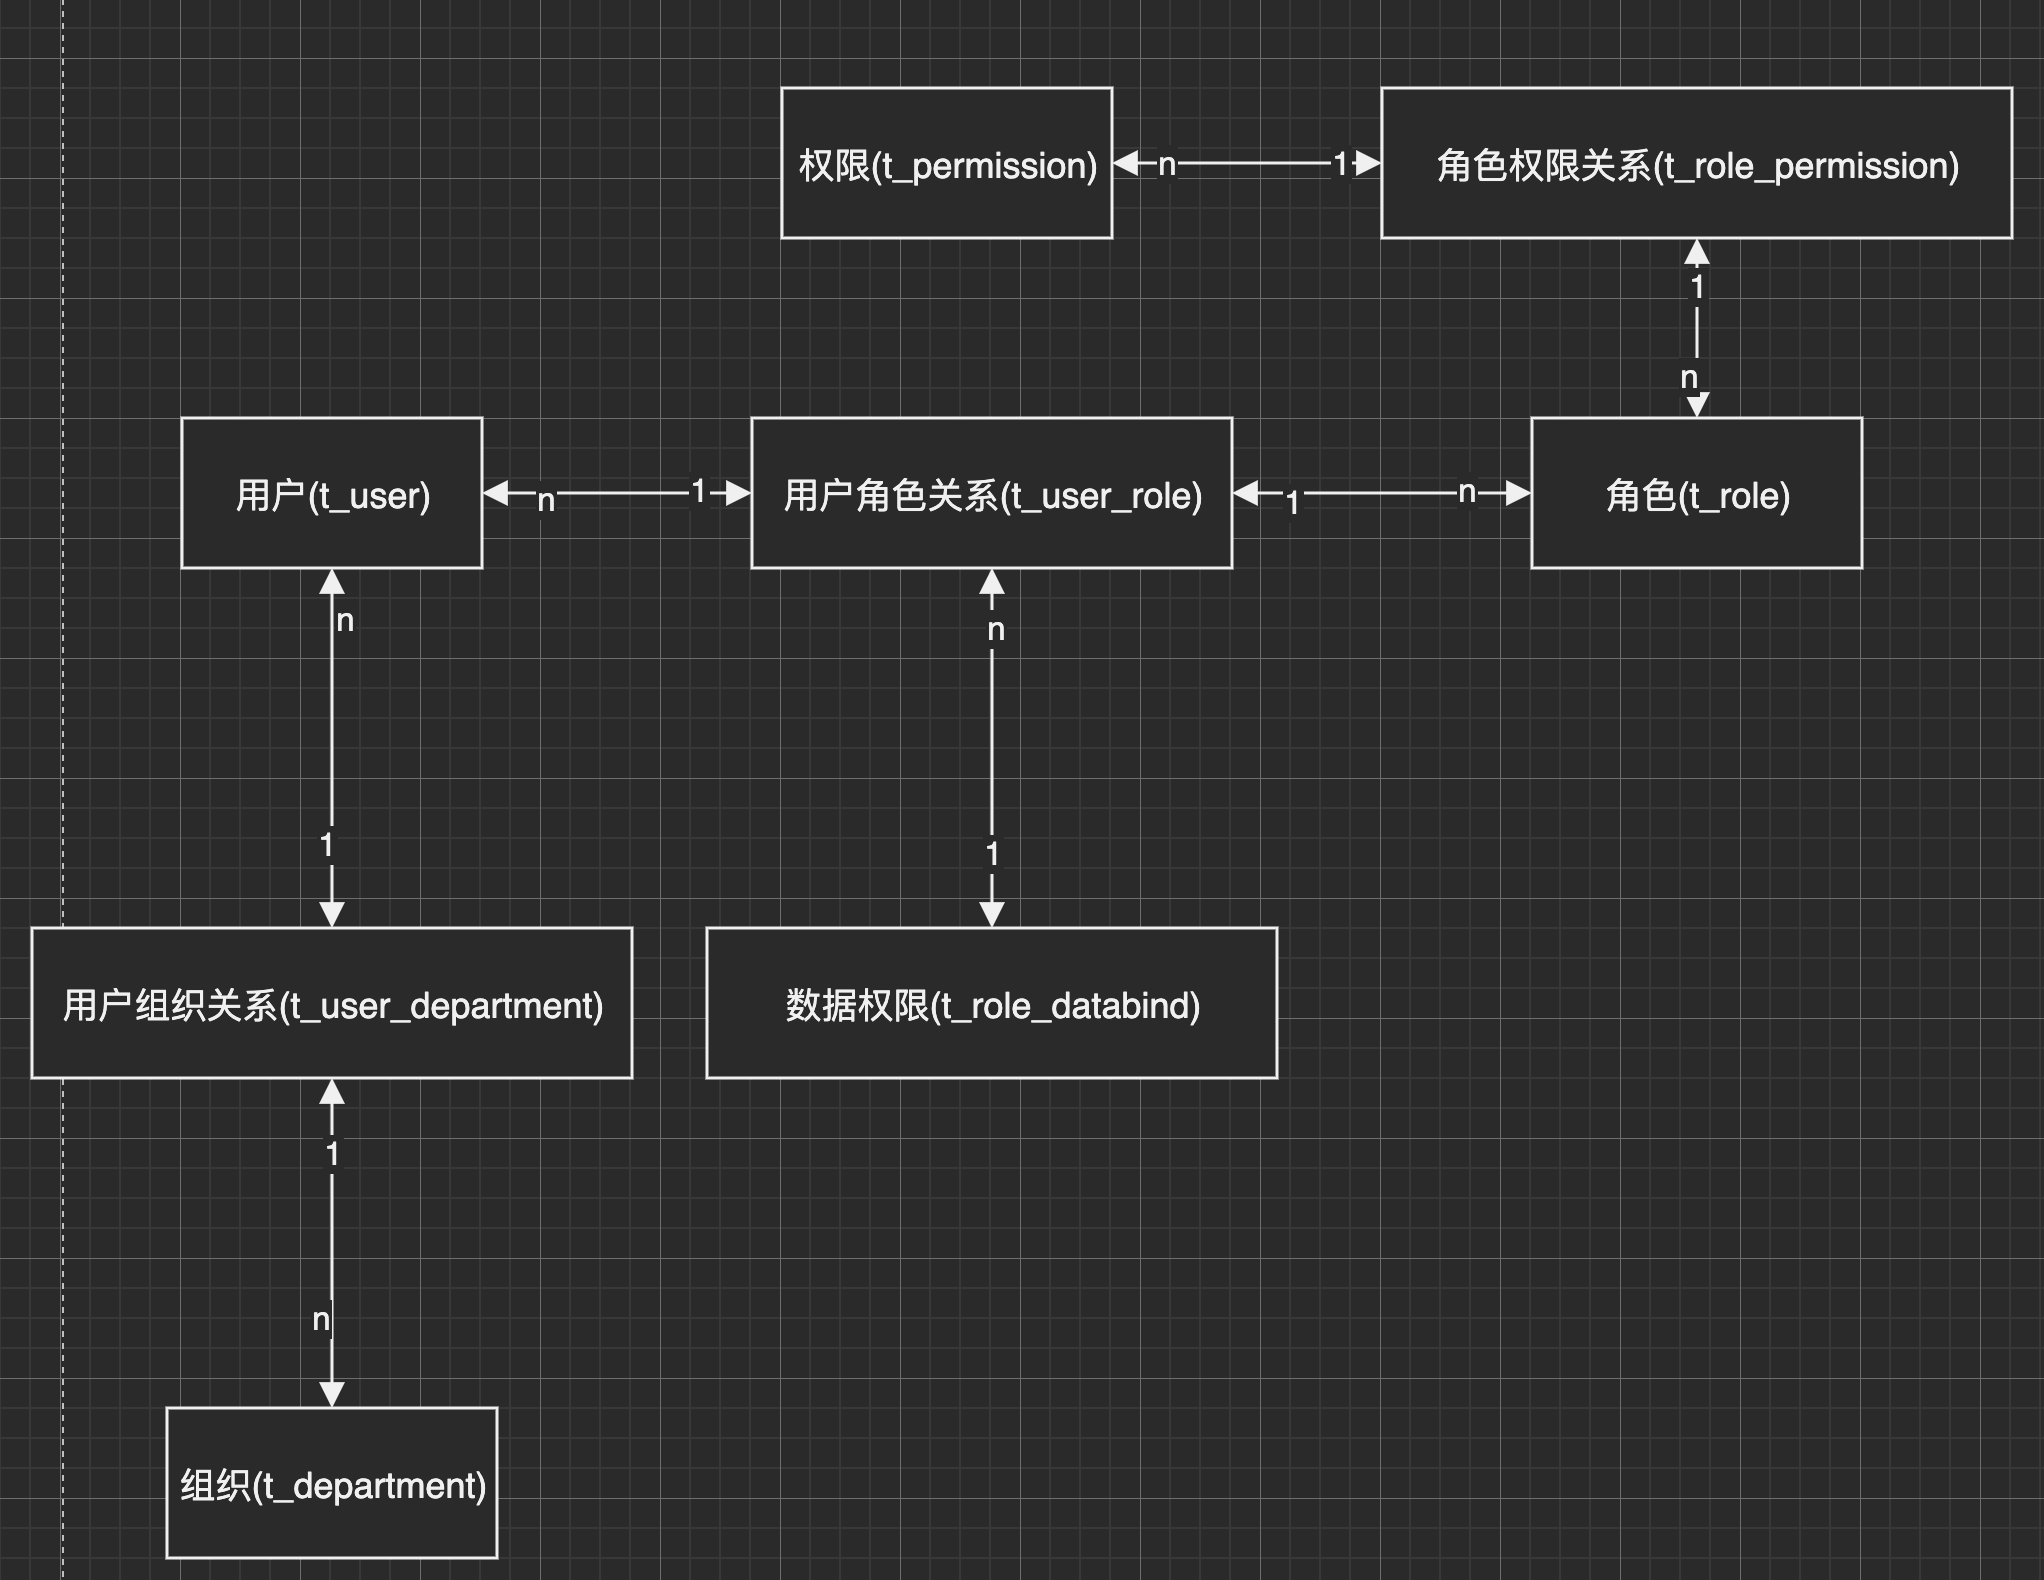 权限(t_permission)
n
1
角色权限关系(t_role_permission)
1
n
用户(t_user)
n
1
用户角色关系(t_user_role)
1
n
角色(t_role)
n
n
1
1
用户组织关系(t_user_department)
数据权限(t_role_databind)
1
n
组织(t_department)